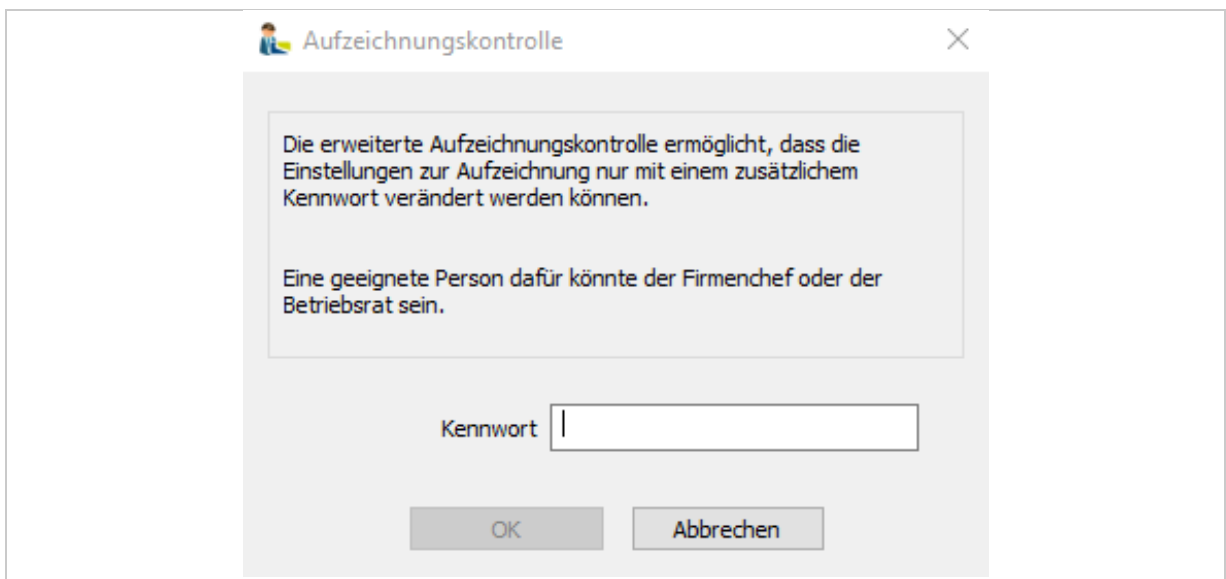 Aufzeichnungskontrolle
Die erweiterte Aufzeichnungskontrolle ermöglicht, dass die
Einstellungen zur Aufzeichnung nur mit einem zusätzlichem
Kennwort verändert werden können.
Eine geeignete Person dafür könnte der Firmenchef oder der
Betriebsrat sein.
Kennwort
OK
Abbrechen